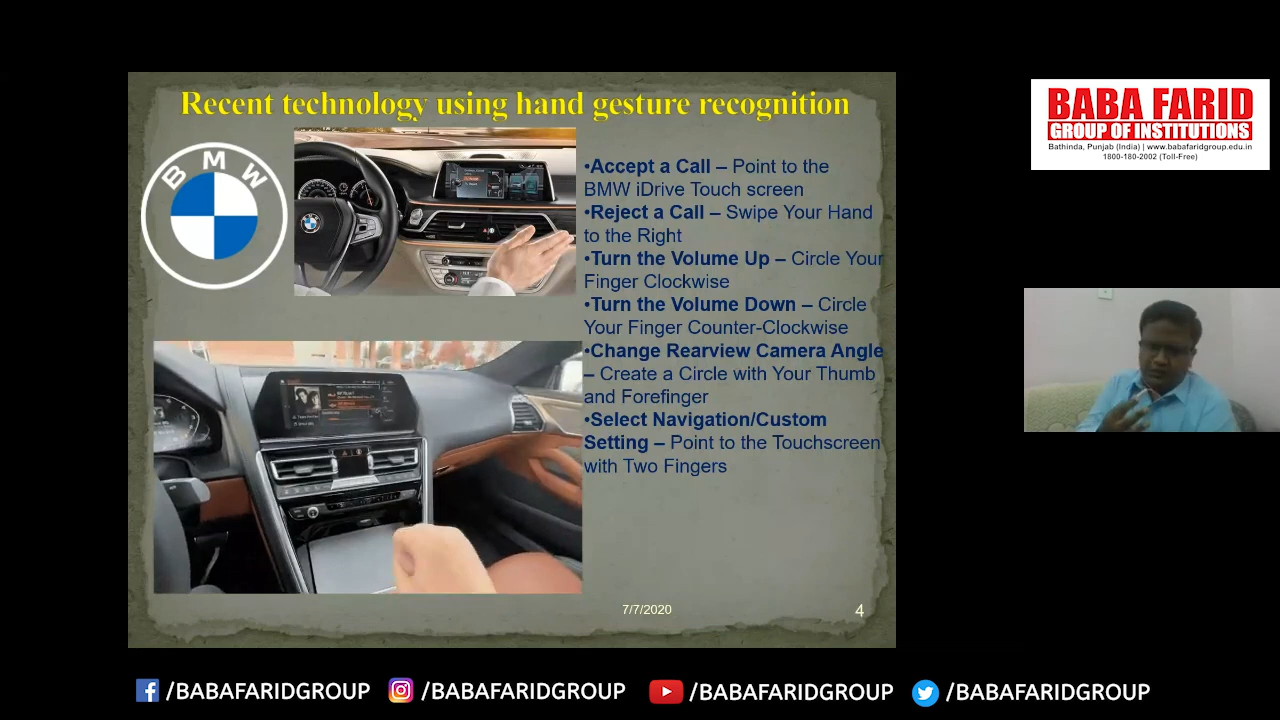 Recent technology using hand gesture recognition
BMW
•Accept a Call – Point to the
BMW iDrive Touch screen
•Reject a Call – Swipe Your Hand
to the Right
•Turn the Volume Up – Circle Your
Finger Clockwise
•Turn the Volume Down – Circle
Your Finger Counter-Clockwise
•Change Rearview Camera Angle
– Create a Circle with Your Thumb
and Forefinger
•Select Navigation/Custom
Setting – Point to the Touchscreen
with Two Fingers
7/7/2020
4
BABA FARID
GROUP OF INSTITUTIONS
Bathinda, Punjab (India) | www.babafaridgroup.edu.in
1800-180-2002 (Toll-Free)
/BABAFARIDGROUP
/BABAFARIDGROUP
/BABAFARIDGROUP
/BABAFARIDGROUP